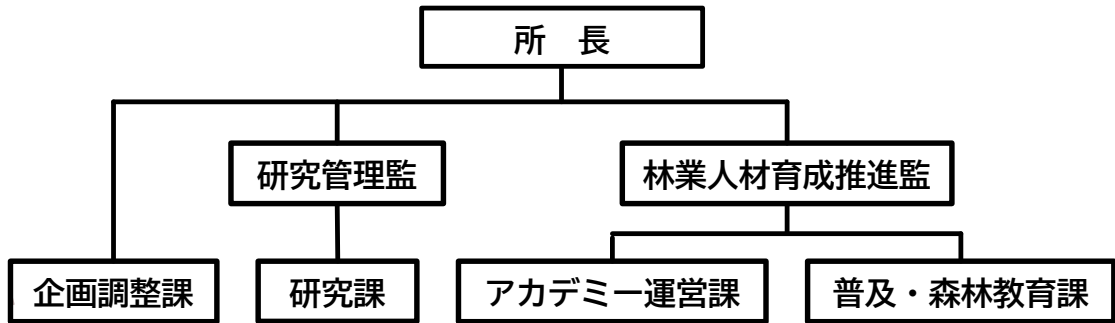 所　長
研究管理監
林業人材育成推進監
企画調整課
研究課
アカデミー運営課
普及・森林教育課